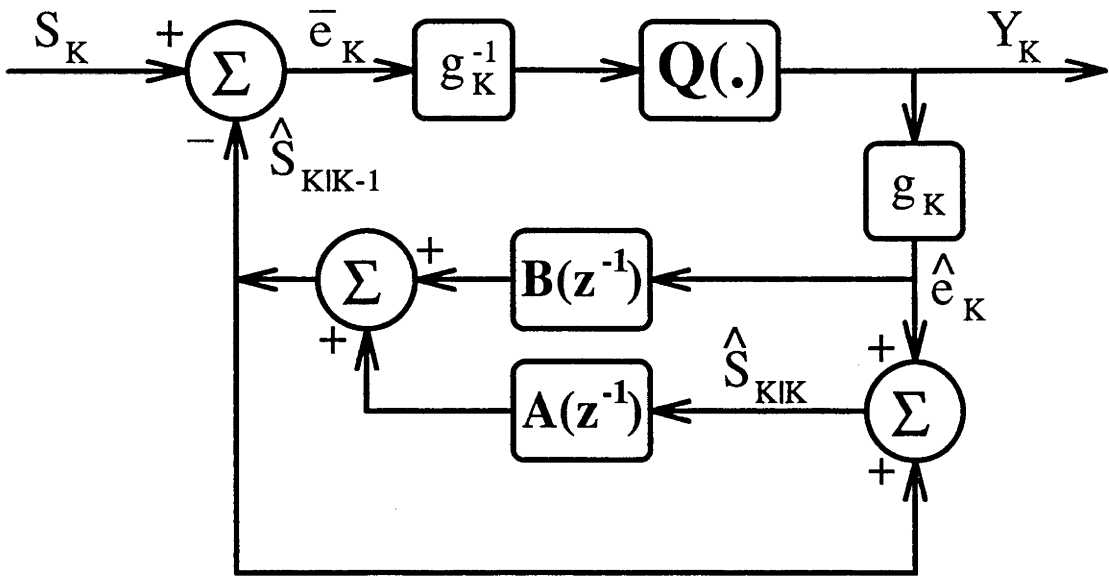 S_K
+
Σ
ē_K
g_K^-1
Q(.)
Y_K
−
Ŝ_K|K-1
g_K
+
Σ
B(z^-1)
ê_K
+
A(z^-1)
Ŝ_K|K
+
Σ
+